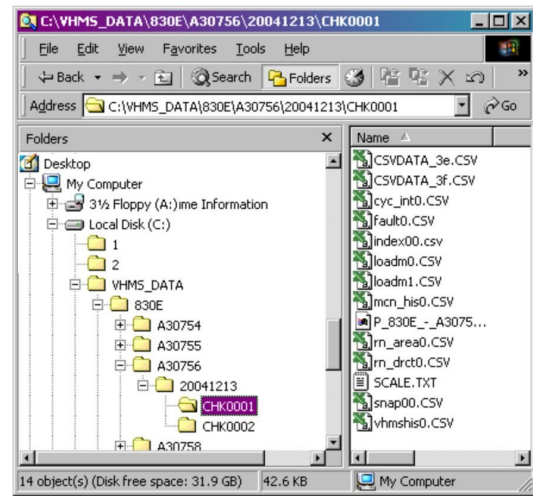 C:\VHMS_DATA\830E\A30756\20041213\CHK0001
File Edit View Favorites Tools Help
Back Search Folders »
Address C:\VHMS_DATA\830E\A30756\20041213\CHK0001 Go
Folders ×
Desktop
My Computer
3½ Floppy (A:)me Information
Local Disk (C:)
1
2
VHMS_DATA
830E
A30754
A30755
A30756
20041213
CHK0001
CHK0002
A30758
Name
CSVDATA_3e.CSV
CSVDATA_3f.CSV
cyc_int0.CSV
fault0.CSV
index00.csv
loadm0.CSV
loadm1.CSV
mcn_his0.CSV
P_830E_-_A3075...
rn_area0.CSV
rn_drct0.CSV
SCALE.TXT
snap00.CSV
vhmshis0.CSV
14 object(s) (Disk free space: 31.9 GB) 42.6 KB My Computer